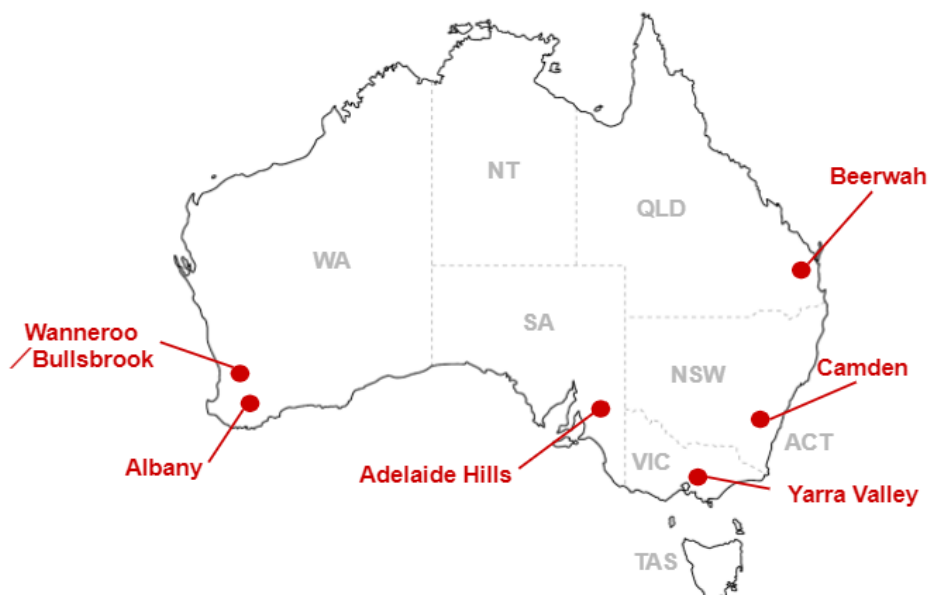 NT
Beerwah
QLD
WA
SA
Wanneroo
/Bullsbrook
NSW
Camden
ACT
Albany
Adelaide Hills
VIC
Yarra Valley
TAS